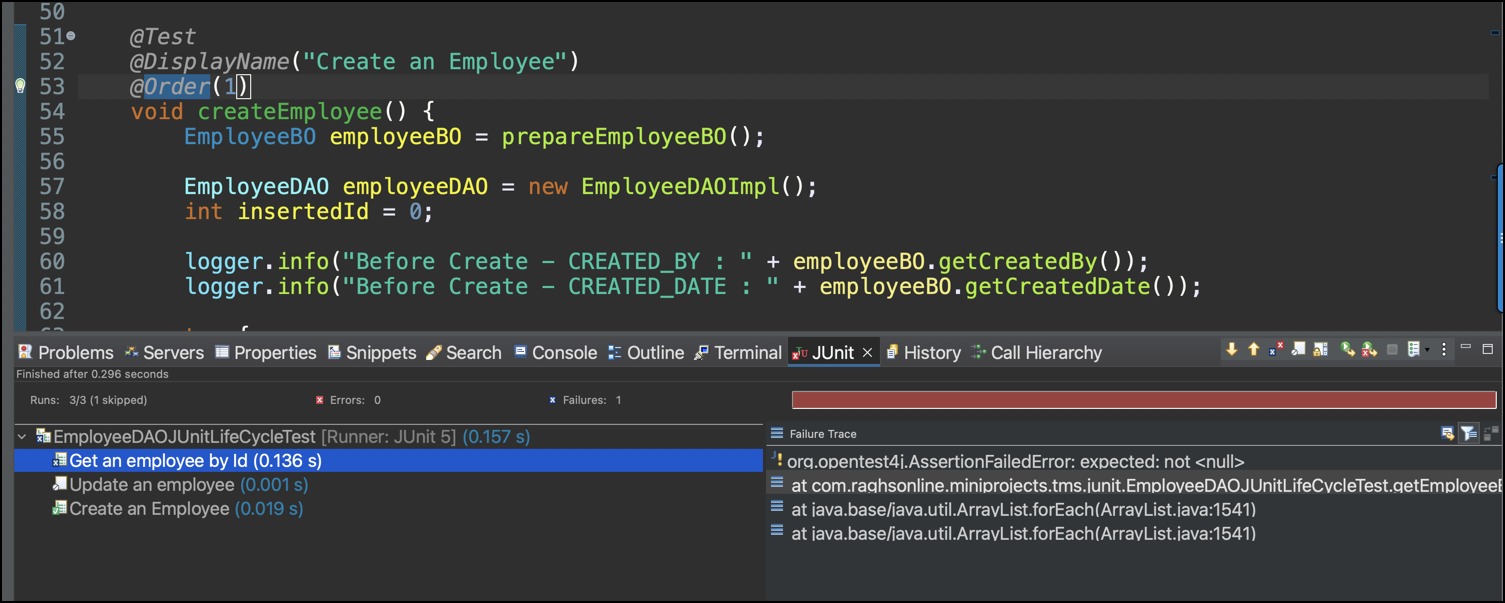 50
51 @Test
52 @DisplayName("Create an Employee")
53 @Order(1)
54 void createEmployee() {
55 EmployeeBO employeeBO = prepareEmployeeBO();
56
57 EmployeeDAO employeeDAO = new EmployeeDAOImpl();
58 int insertedId = 0;
59
60 logger.info("Before Create - CREATED_BY : " + employeeBO.getCreatedBy());
61 logger.info("Before Create - CREATED_DATE : " + employeeBO.getCreatedDate());
62
Problems Servers Properties Snippets Search Console Outline Terminal JUnit History Call Hierarchy
Finished after 0.296 seconds
Runs: 3/3 (1 skipped) Errors: 0 Failures: 1
EmployeeDAOJUnitLifeCycleTest [Runner: JUnit 5] (0.157 s)
Get an employee by Id (0.136 s)
Update an employee (0.001 s)
Create an Employee (0.019 s)
Failure Trace
org.opentest4j.AssertionFailedError: expected: not <null>
at com.raghsonline.miniprojects.tms.junit.EmployeeDAOJUnitLifeCycleTest.getEmployeeB
at java.base/java.util.ArrayList.forEach(ArrayList.java:1541)
at java.base/java.util.ArrayList.forEach(ArrayList.java:1541)